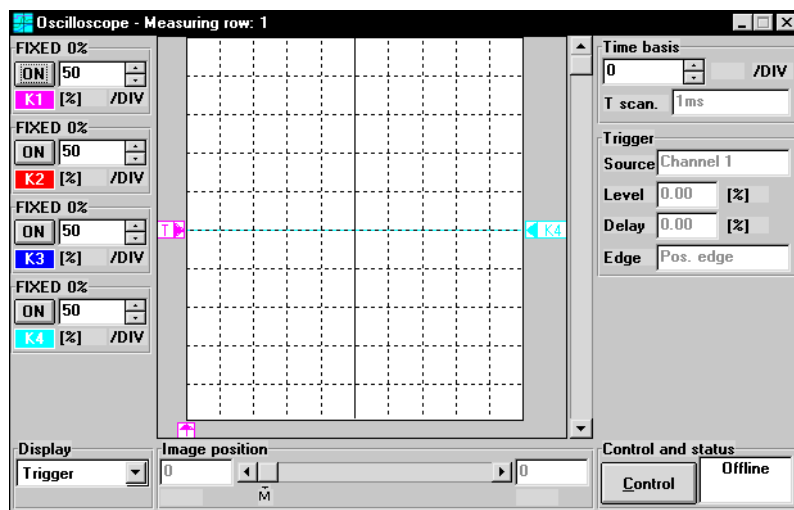 Oscilloscope - Measuring row: 1
FIXED 0%
ON 50
K1 [%] /DIV
FIXED 0%
ON 50
K2 [%] /DIV
FIXED 0%
ON 50
K3 [%] /DIV
FIXED 0%
ON 50
K4 [%] /DIV
T
K4
Time basis
0 /DIV
T scan. 1ms
Trigger
Source Channel 1
Level 0.00 [%]
Delay 0.00 [%]
Edge Pos. edge
Display
Trigger
Image position
0 0
M
Control and status
Control
Offline